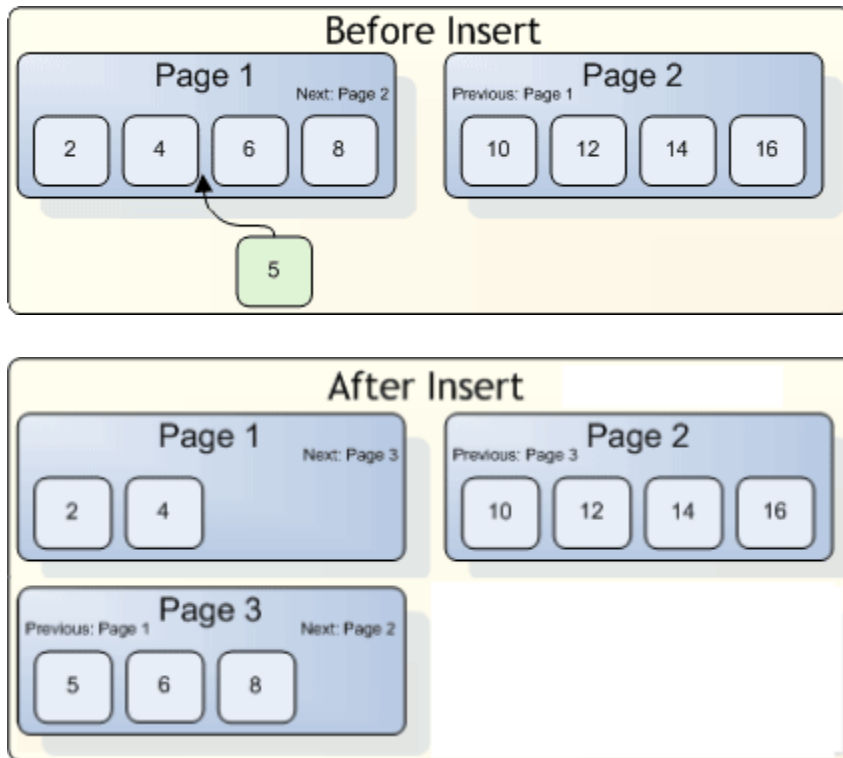 Before Insert
Page 1
Next: Page 2
2 4 6 8
Page 2
Previous: Page 1
10 12 14 16
5
After Insert
Page 1
Next: Page 3
2 4
Page 2
Previous: Page 3
10 12 14 16
Page 3
Previous: Page 1
Next: Page 2
5 6 8